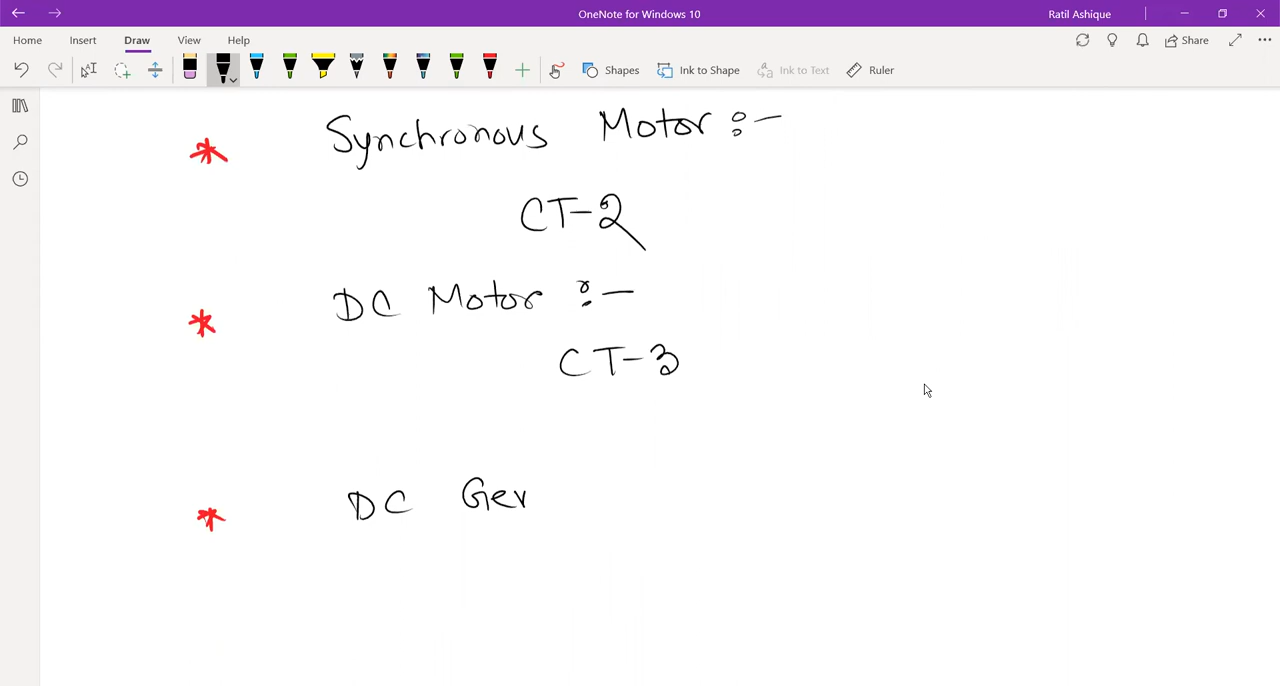 OneNote for Windows 10
Ratil Ashique
Home Insert Draw View Help
Share
Shapes Ink to Shape Ink to Text Ruler
* Synchronous Motor :-
CT-2
* DC Motor :-
CT-3
* DC Gen